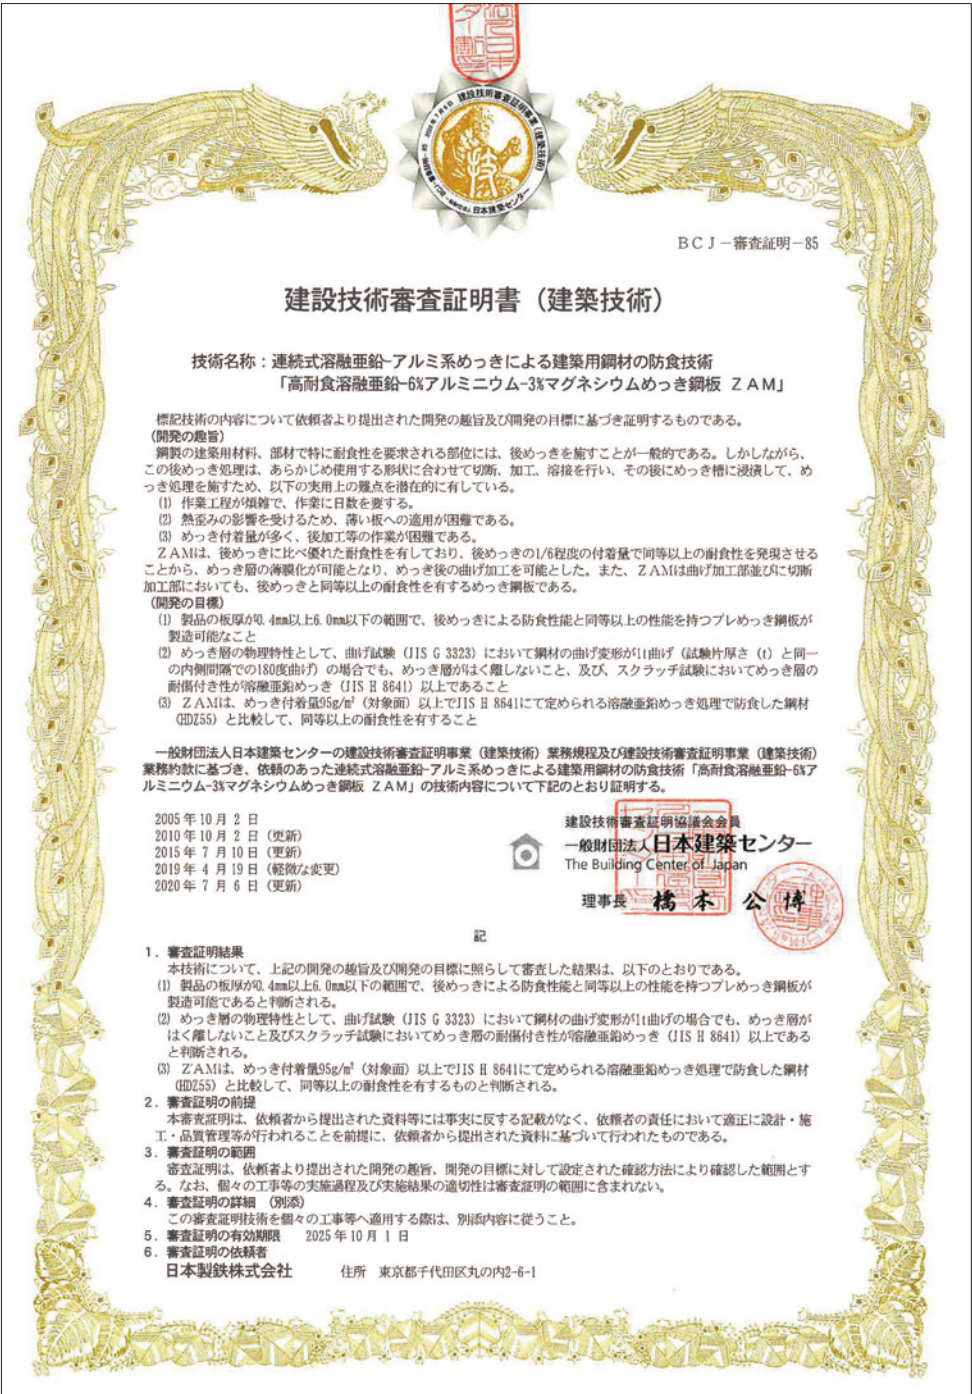 建設技術審査証明事業(建築技術)
一般財団法人 日本建築センター
BCJ-審査証明-85
建設技術審査証明書(建築技術)
技術名称:連続式溶融亜鉛-アルミ系めっきによる建築用鋼材の防食技術
「高耐食溶融亜鉛-6%アルミニウム-3%マグネシウムめっき鋼板 ZAM」
標記技術の内容について依頼者より提出された開発の趣旨及び開発の目標に基づき証明するものである。
(開発の趣旨)
鋼製の建築用材料、部材で特に耐食性を要求される部位には、後めっきを施すことが一般的である。しかしながら、
この後めっき処理は、あらかじめ使用する形状に合わせて切断、加工、溶接を行い、その後にめっき槽に浸漬して、め
っき処理を施すため、以下の実用上の難点を潜在的に有している。
(1) 作業工程が煩雑で、作業に日数を要する。
(2) 熱歪みの影響を受けるため、薄い板への適用が困難である。
(3) めっき付着量が多く、後加工等の作業が困難である。
ZAMは、後めっきに比べ優れた耐食性を有しており、後めっきの1/6程度の付着量で同等以上の耐食性を発現させる
ことから、めっき層の薄膜化が可能となり、めっき後の曲げ加工を可能とした。また、ZAMは曲げ加工部並びに切断
加工部においても、後めっきと同等以上の耐食性を有するめっき鋼板である。
(開発の目標)
(1) 製品の板厚が0.4mm以上6.0mm以下の範囲で、後めっきによる防食性能と同等以上の性能を持つプレめっき鋼板が
製造可能なこと
(2) めっき層の物理特性として、曲げ試験(JIS G 3323)において鋼材の曲げ変形が1t曲げ(試験片厚さ(t)と同一
の内側間隔での180度曲げ)の場合でも、めっき層がはく離しないこと、及び、スクラッチ試験においてめっき層の
耐傷付き性が溶融亜鉛めっき(JIS H 8641)以上であること
(3) ZAMは、めっき付着量95g/m²(対象面)以上でJIS H 8641にて定められる溶融亜鉛めっき処理で防食した鋼材
(HDZ55)と比較して、同等以上の耐食性を有すること
一般財団法人日本建築センターの建設技術審査証明事業(建築技術)業務規程及び建設技術審査証明事業(建築技術)
業務約款に基づき、依頼のあった連続式溶融亜鉛-アルミ系めっきによる建築用鋼材の防食技術「高耐食溶融亜鉛-6%ア
ルミニウム-3%マグネシウムめっき鋼板 ZAM」の技術内容について下記のとおり証明する。
2005年10月2日
2010年10月2日(更新)
2015年7月10日(更新)
2019年4月19日(軽微な変更)
2020年7月6日(更新)
建設技術審査証明協議会会員
一般財団法人日本建築センター
The Building Center of Japan
理事長 橋本 公博
記
1.審査証明結果
本技術について、上記の開発の趣旨及び開発の目標に照らして審査した結果は、以下のとおりである。
(1) 製品の板厚が0.4mm以上6.0mm以下の範囲で、後めっきによる防食性能と同等以上の性能を持つプレめっき鋼板が
製造可能であると判断される。
(2) めっき層の物理特性として、曲げ試験(JIS G 3323)において鋼材の曲げ変形が1t曲げの場合でも、めっき層が
はく離しないこと及びスクラッチ試験においてめっき層の耐傷付き性が溶融亜鉛めっき(JIS H 8641)以上である
と判断される。
(3) ZAMは、めっき付着量95g/m²(対象面)以上でJIS H 8641にて定められる溶融亜鉛めっき処理で防食した鋼材
(HDZ55)と比較して、同等以上の耐食性を有するものと判断される。
2.審査証明の前提
本審査証明は、依頼者から提出された資料等には事実に反する記載がなく、依頼者の責任において適正に設計・施
工・品質管理等が行われることを前提に、依頼者から提出された資料に基づいて行われたものである。
3.審査証明の範囲
審査証明は、依頼者より提出された開発の趣旨、開発の目標に対して設定された確認方法により確認した範囲とす
る。なお、個々の工事等の実施過程及び実施結果の適切性は審査証明の範囲に含まれない。
4.審査証明の詳細 (別添)
この審査証明技術を個々の工事等へ適用する際は、別添内容に従うこと。
5.審査証明の有効期限 2025年10月1日
6.審査証明の依頼者
日本製鉄株式会社 住所 東京都千代田区丸の内2-6-1